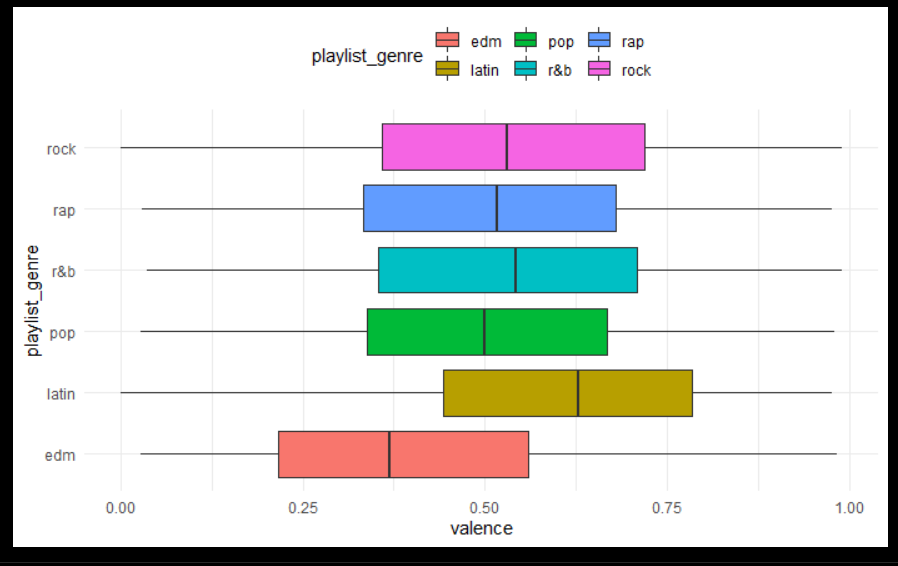 playlist_genre
edm pop rap
latin r&b rock
rock
rap
r&b
pop
latin
edm
playlist_genre
0.00 0.25 0.50 0.75 1.00
valence